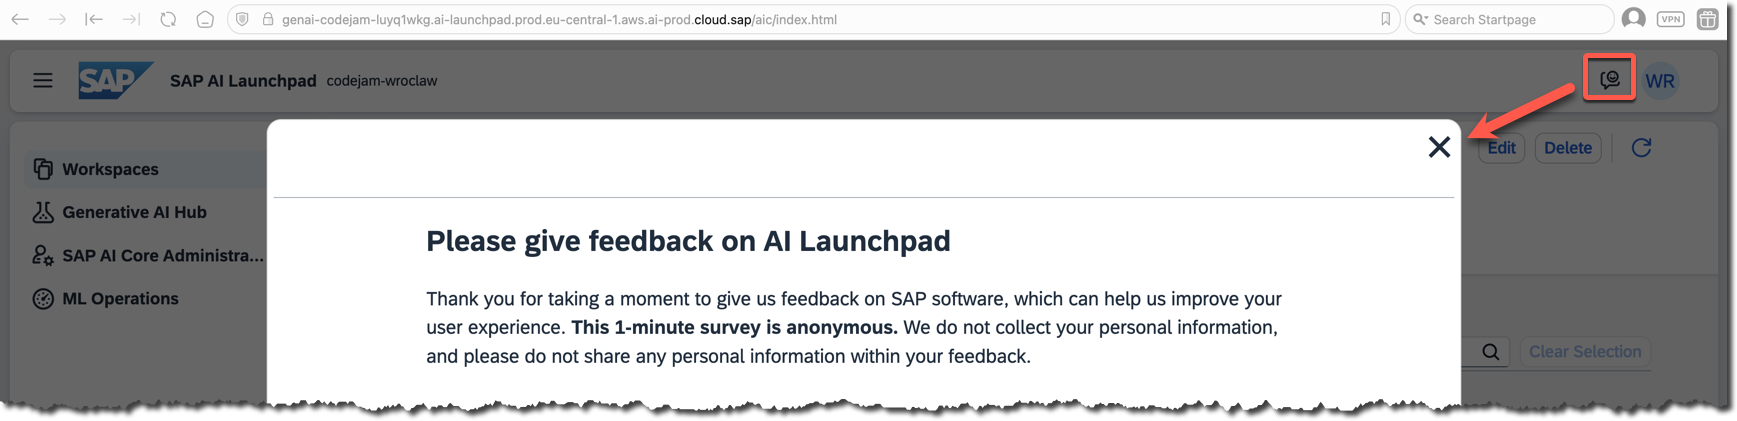 genai-codejam-luyq1wkg.ai-launchpad.prod.eu-central-1.aws.ai-prod.cloud.sap/aic/index.html
Search Startpage
VPN
SAP
SAP AI Launchpad
codejam-wroclaw
WR
Edit
Delete
Workspaces
Generative AI Hub
SAP AI Core Administra...
ML Operations
Please give feedback on AI Launchpad
Thank you for taking a moment to give us feedback on SAP software, which can help us improve your
user experience. This 1-minute survey is anonymous. We do not collect your personal information,
and please do not share any personal information within your feedback.
Clear Selection